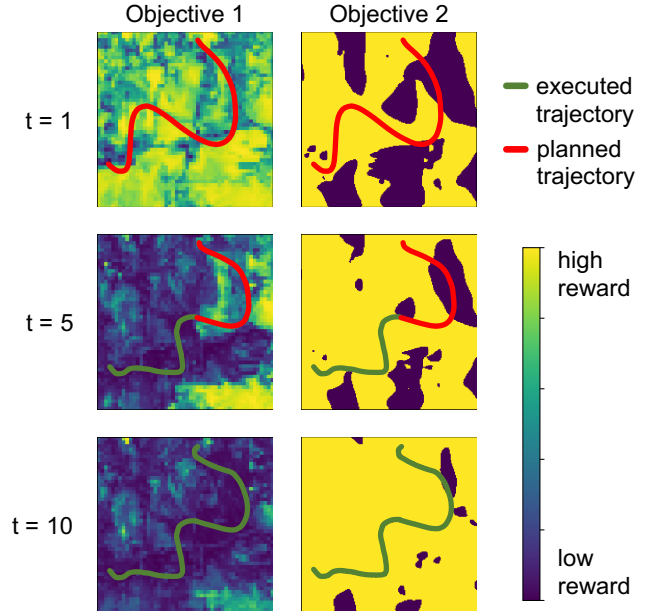 Objective 1
Objective 2
t = 1
executed
trajectory
planned
trajectory
t = 5
high
reward
t = 10
low
reward